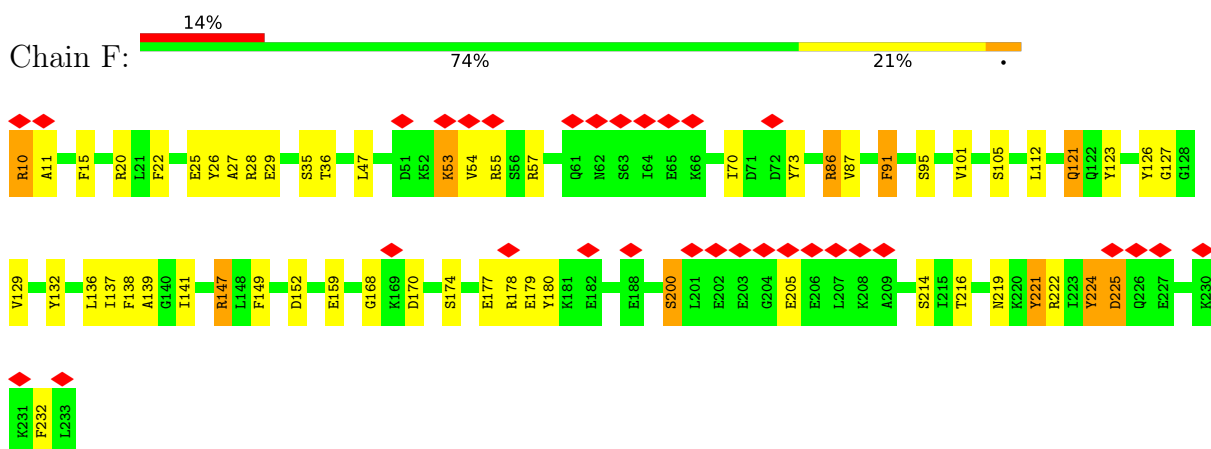 14%
Chain F:
74% 21% •
R10 A11 F15 R20 L21 F22 E25 Y26 A27 R28 E29 S35 T36 L47 D51 K52 K53 V54 R55 S56 R57 Q61 N62 S63 I64 E65 K66 I70 D71 D72 Y73 R86 V87 F91 S95 V101 S105 L112 Q121 Q122 Y123 Y126 G127 G128
V129 Y132 L136 I137 F138 A139 G140 I141 R147 L148 F149 D152 E159 G168 K169 D170 S174 E177 R178 E179 Y180 K181 E182 E188 S200 L201 E202 E203 G204 E205 E206 L207 K208 A209 S214 I215 T216 N219 K220 Y221 R222 I223 Y224 D225 Q226 E227 K230
K231 F232 L233